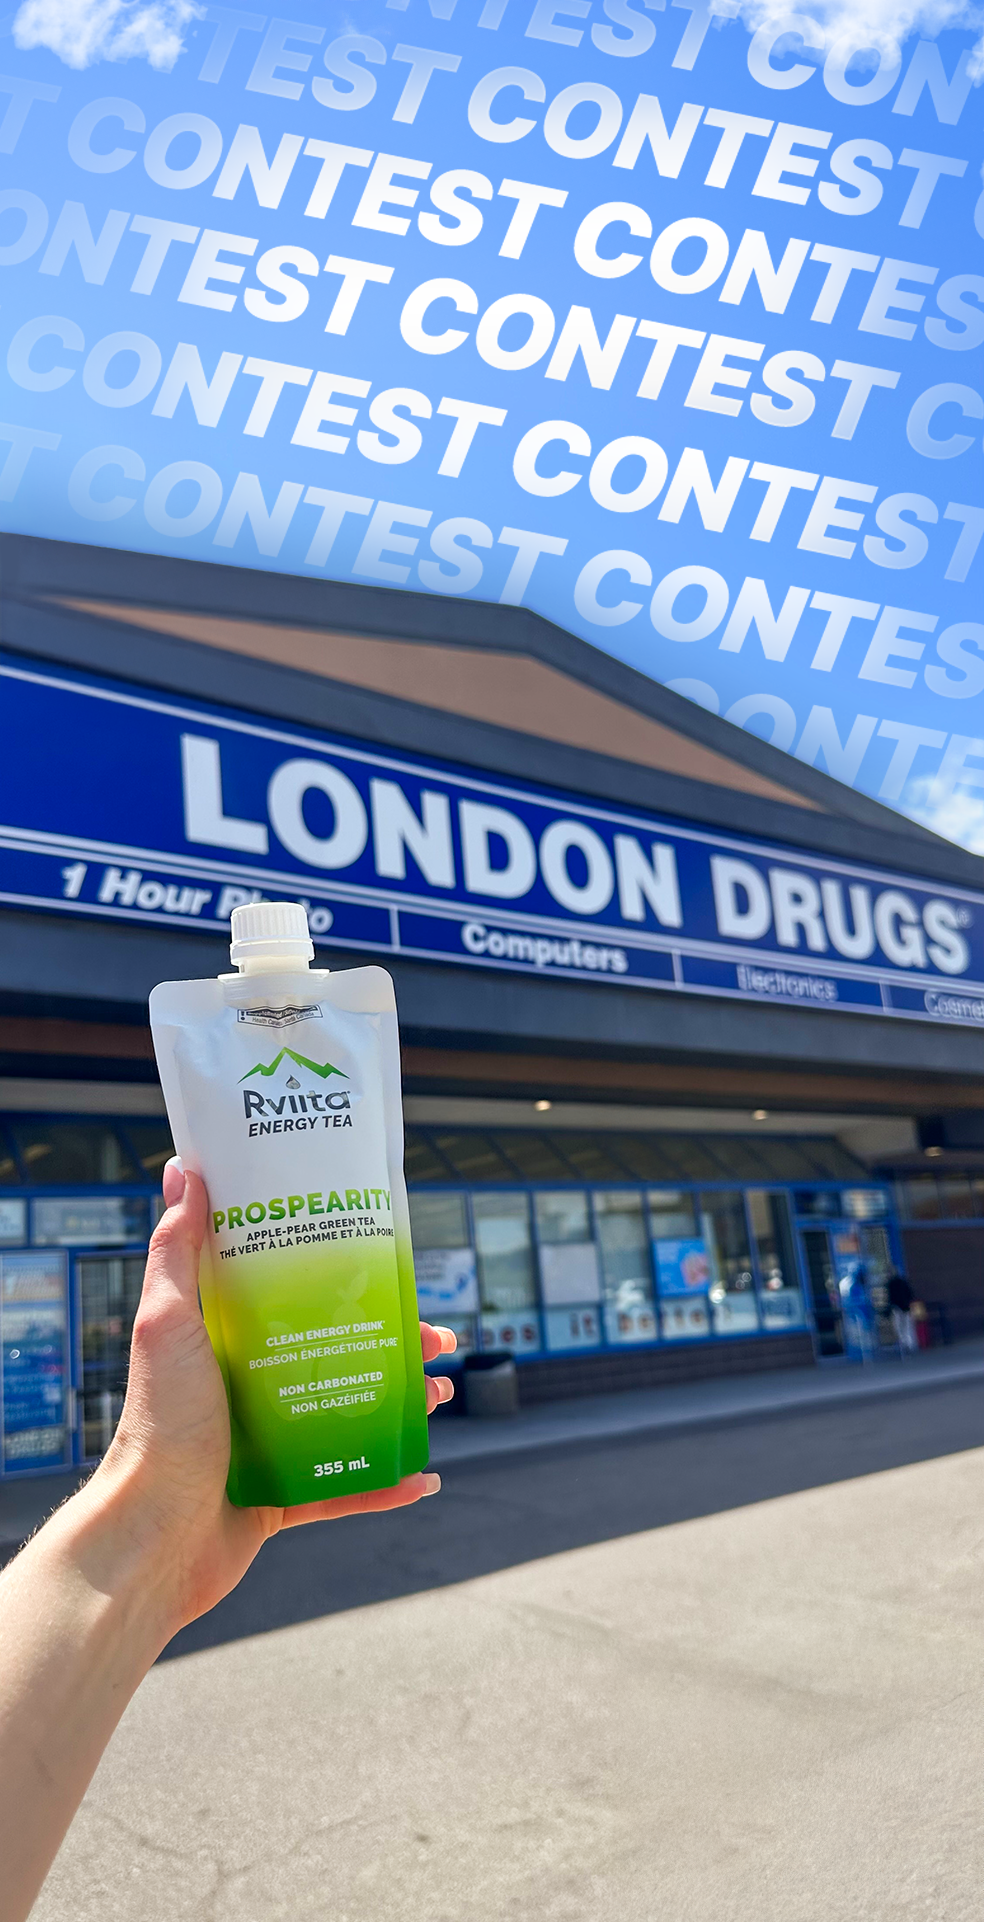 CONTEST CONTEST
CONTEST CONTEST
CONTEST CONTEST
CONTEST CONTEST
CONTEST CONTEST
CONTEST CONTEST
LONDON DRUGS
1 Hour Photo
Computers
Electronics
Rviita
ENERGY TEA
PROSPEARITY
APPLE-PEAR GREEN TEA
THÉ VERT À LA POMME ET À LA POIRE
CLEAN ENERGY DRINK*
BOISSON ÉNERGÉTIQUE PURE*
NON CARBONATED
NON GAZÉIFIÉE
355 mL